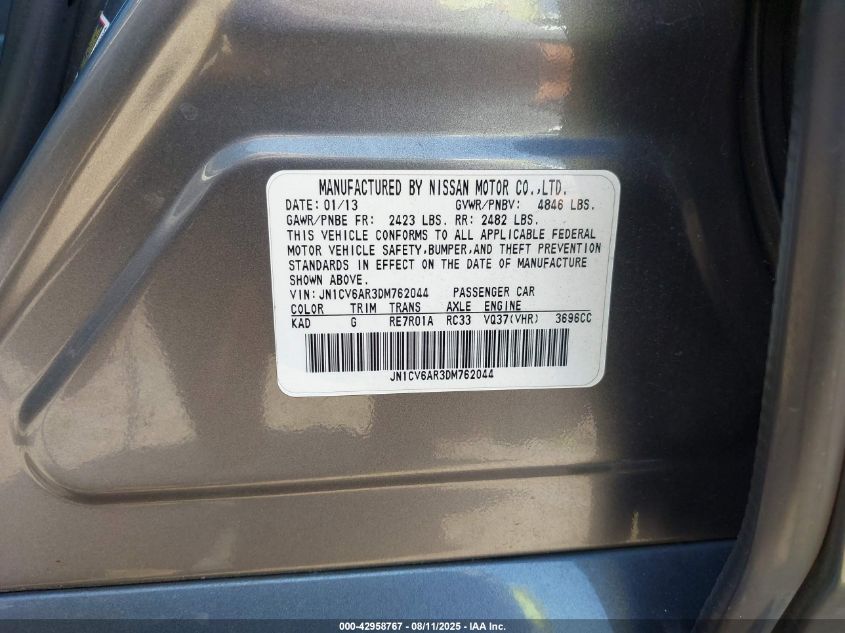 MANUFACTURED BY NISSAN MOTOR CO.,LTD.
DATE: 01/13 GVWR/PNBV: 4846 LBS.
GAWR/PNBE FR: 2423 LBS. RR: 2482 LBS.
THIS VEHICLE CONFORMS TO ALL APPLICABLE FEDERAL
MOTOR VEHICLE SAFETY,BUMPER,AND THEFT PREVENTION
STANDARDS IN EFFECT ON THE DATE OF MANUFACTURE
SHOWN ABOVE.
VIN:JN1CV6AR3DM762044 PASSENGER CAR
COLOR TRIM TRANS AXLE ENGINE
KAD G RE7R01A RC33 VQ37(VHR) 3696CC
JN1CV6AR3DM762044
000-42958767 - 08/11/2025 - IAA Inc.